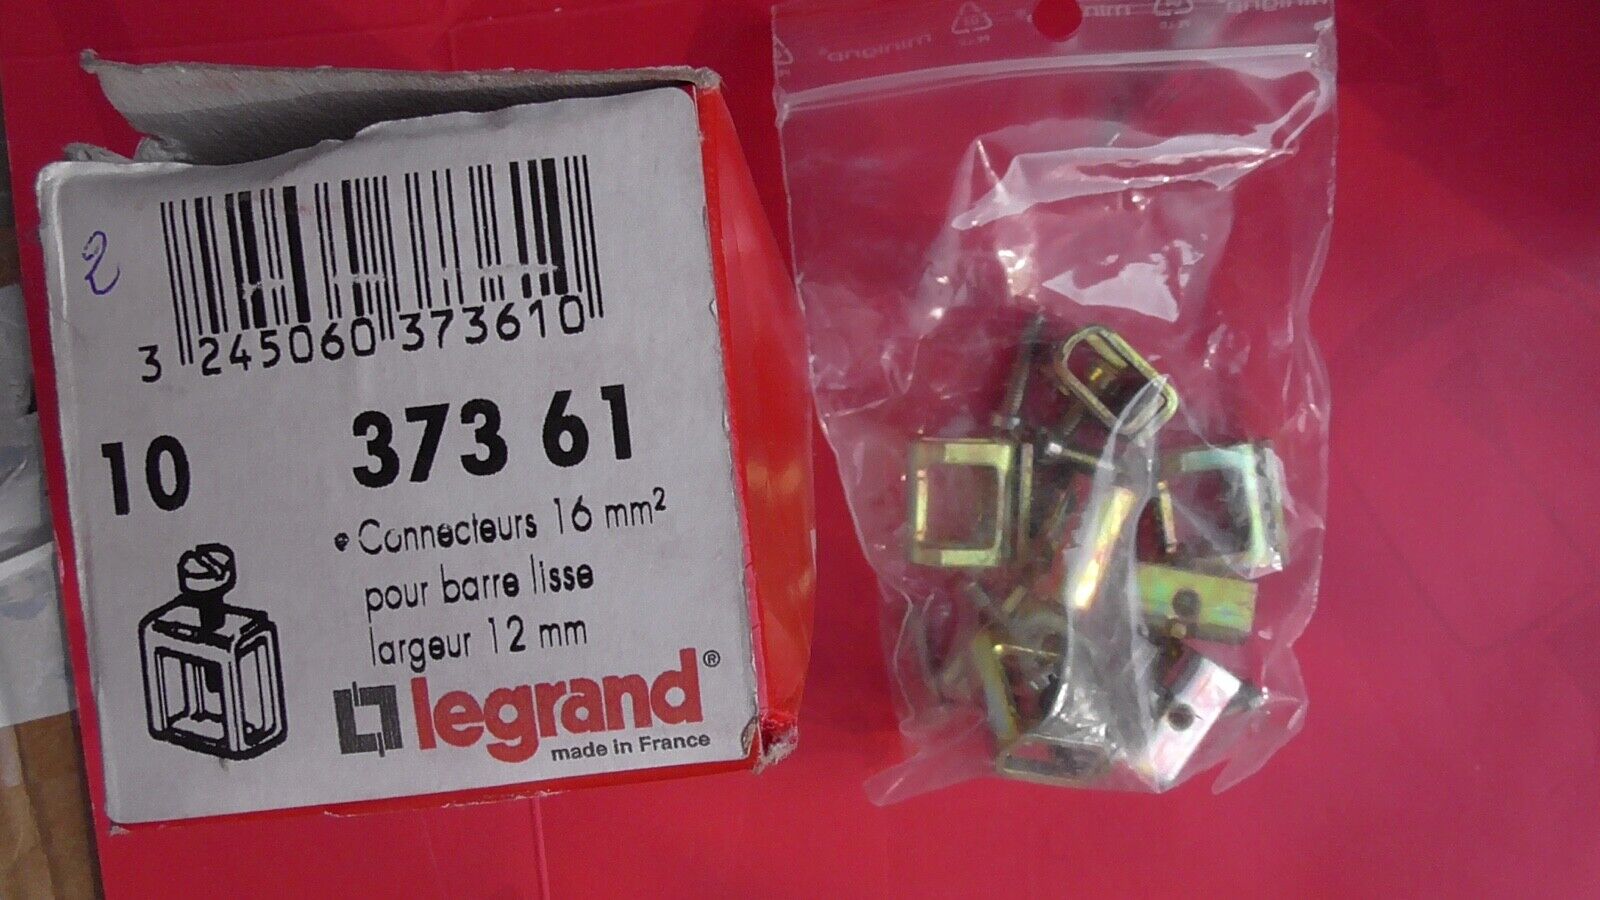 2
3 245060 373610
10
373 61
• Connecteurs 16 mm²
pour barre lisse
largeur 12 mm
legrand®
made in France
minigrip